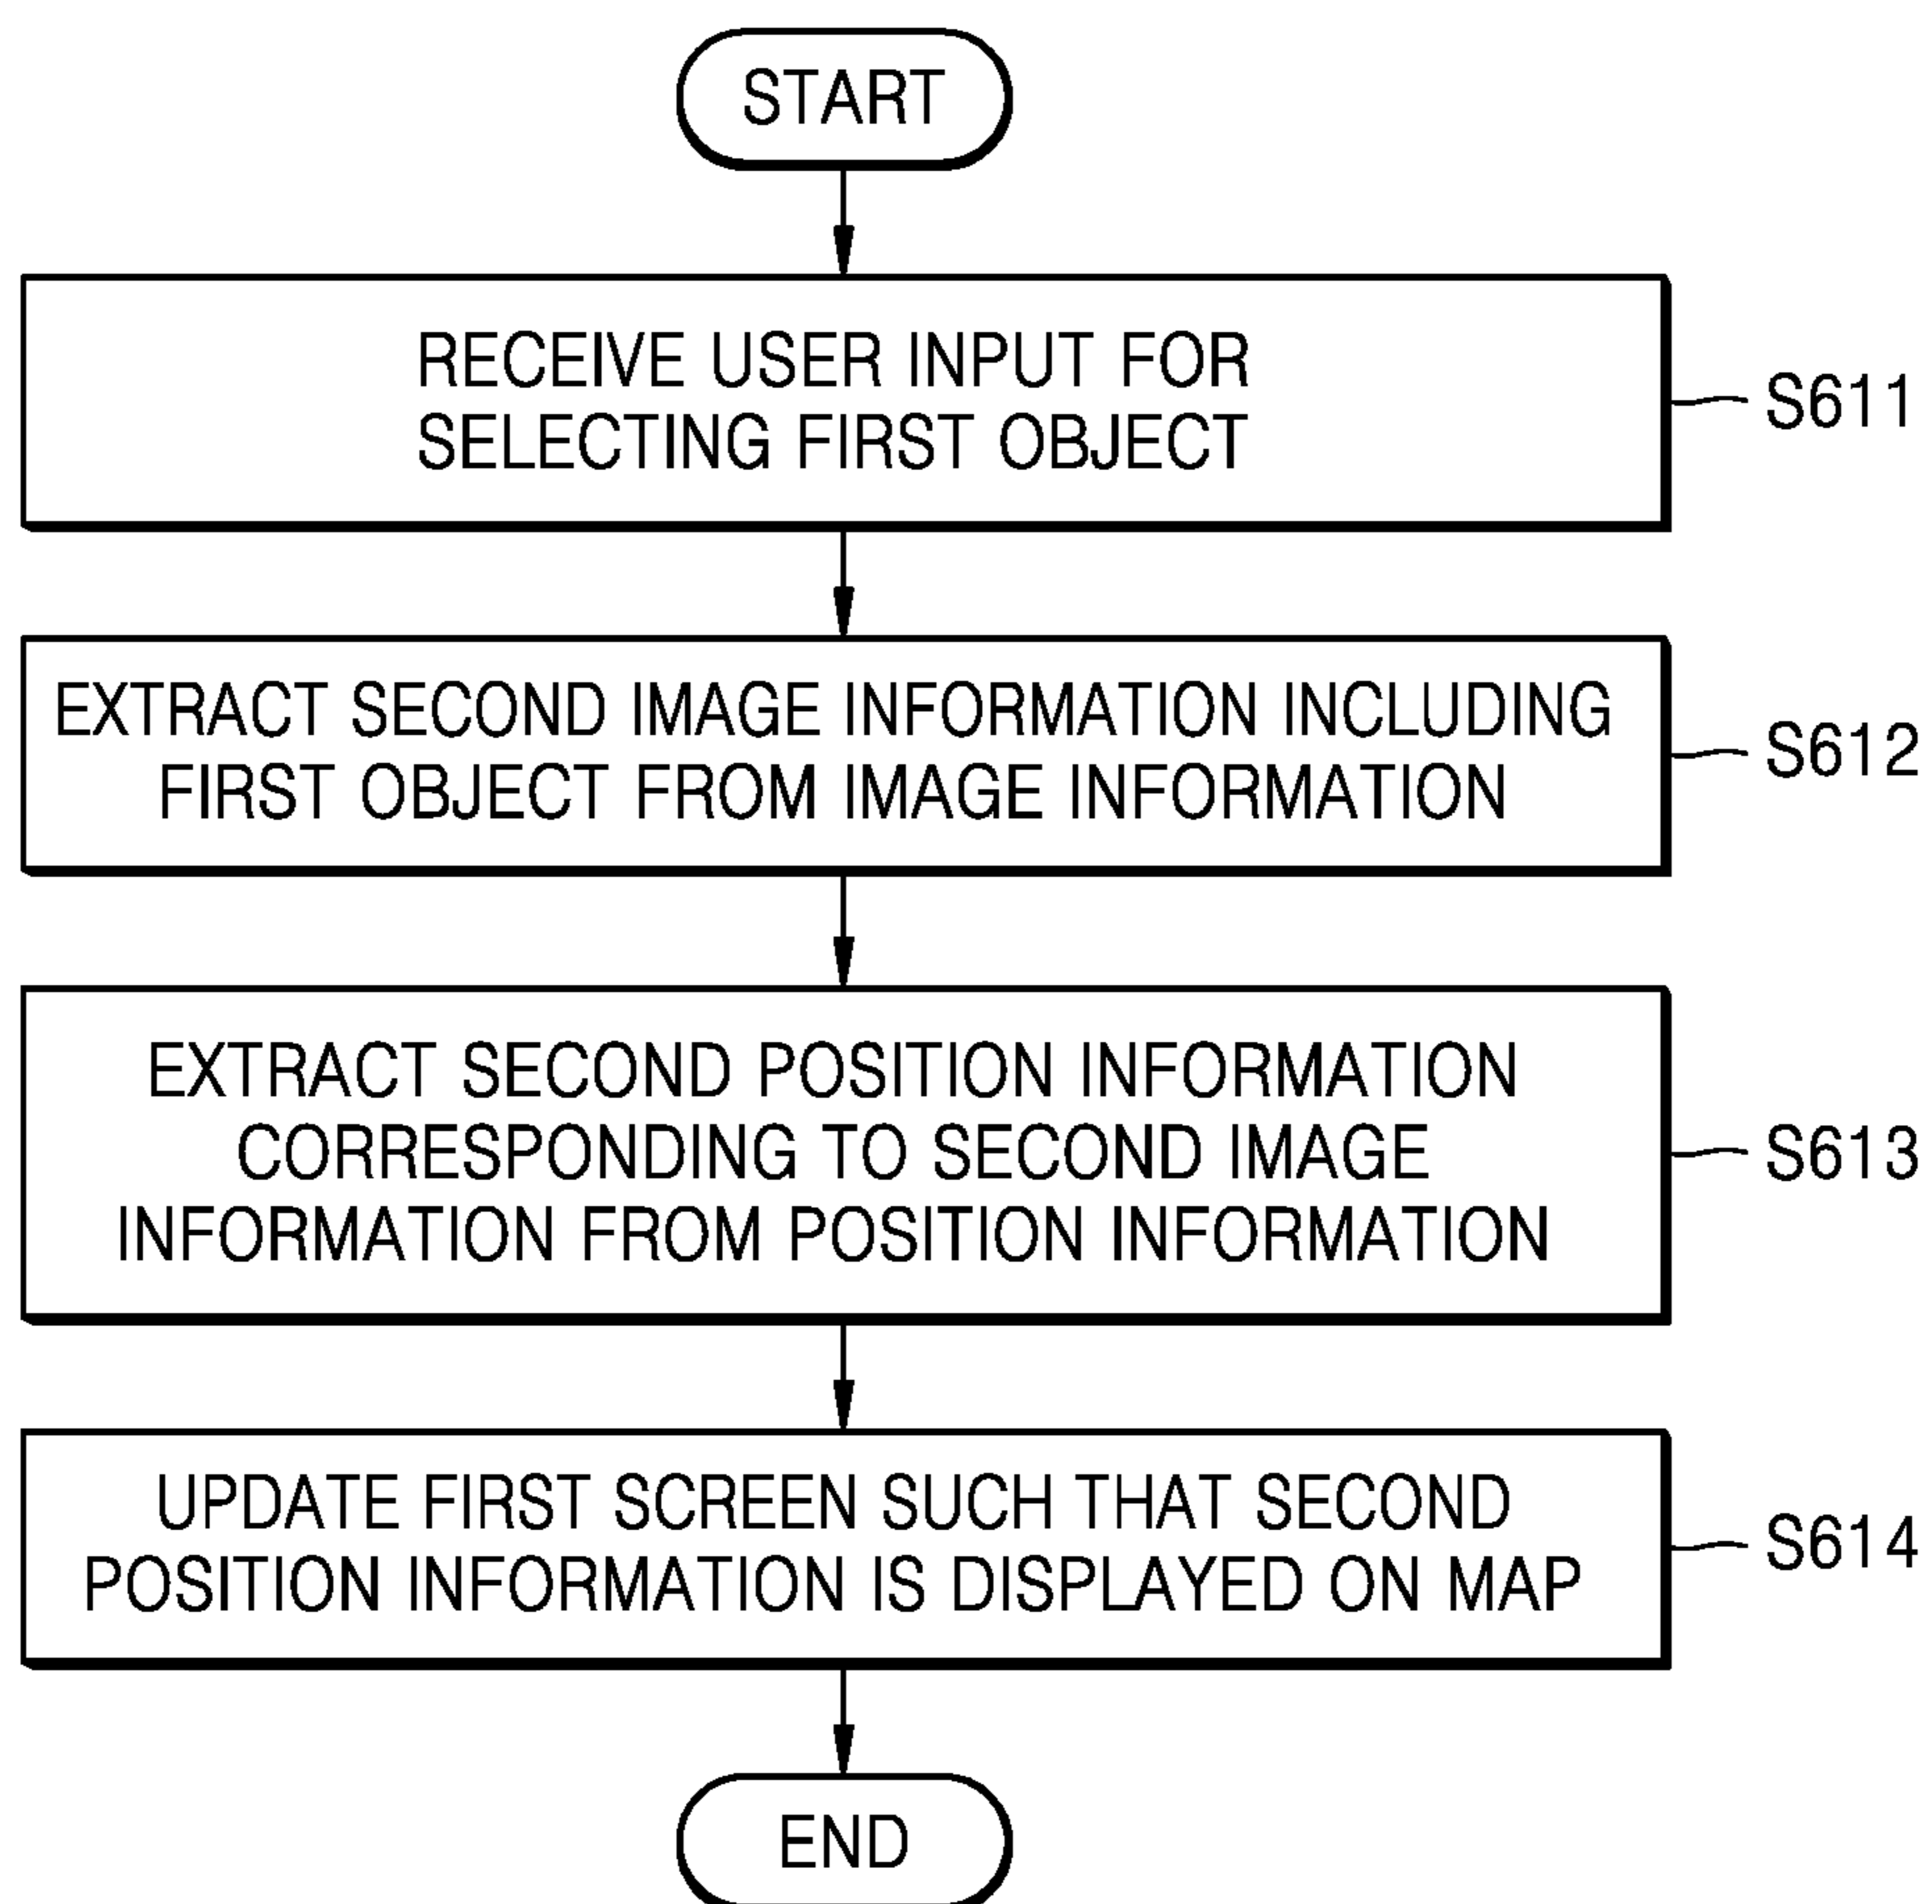 START
RECEIVE USER INPUT FOR
SELECTING FIRST OBJECT
S611
EXTRACT SECOND IMAGE INFORMATION INCLUDING
FIRST OBJECT FROM IMAGE INFORMATION
S612
EXTRACT SECOND POSITION INFORMATION
CORRESPONDING TO SECOND IMAGE
INFORMATION FROM POSITION INFORMATION
S613
UPDATE FIRST SCREEN SUCH THAT SECOND
POSITION INFORMATION IS DISPLAYED ON MAP
S614
END